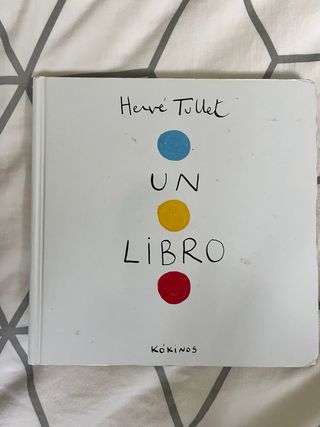 Hervé Tullet
UN
LIBRO
KÓKINOS